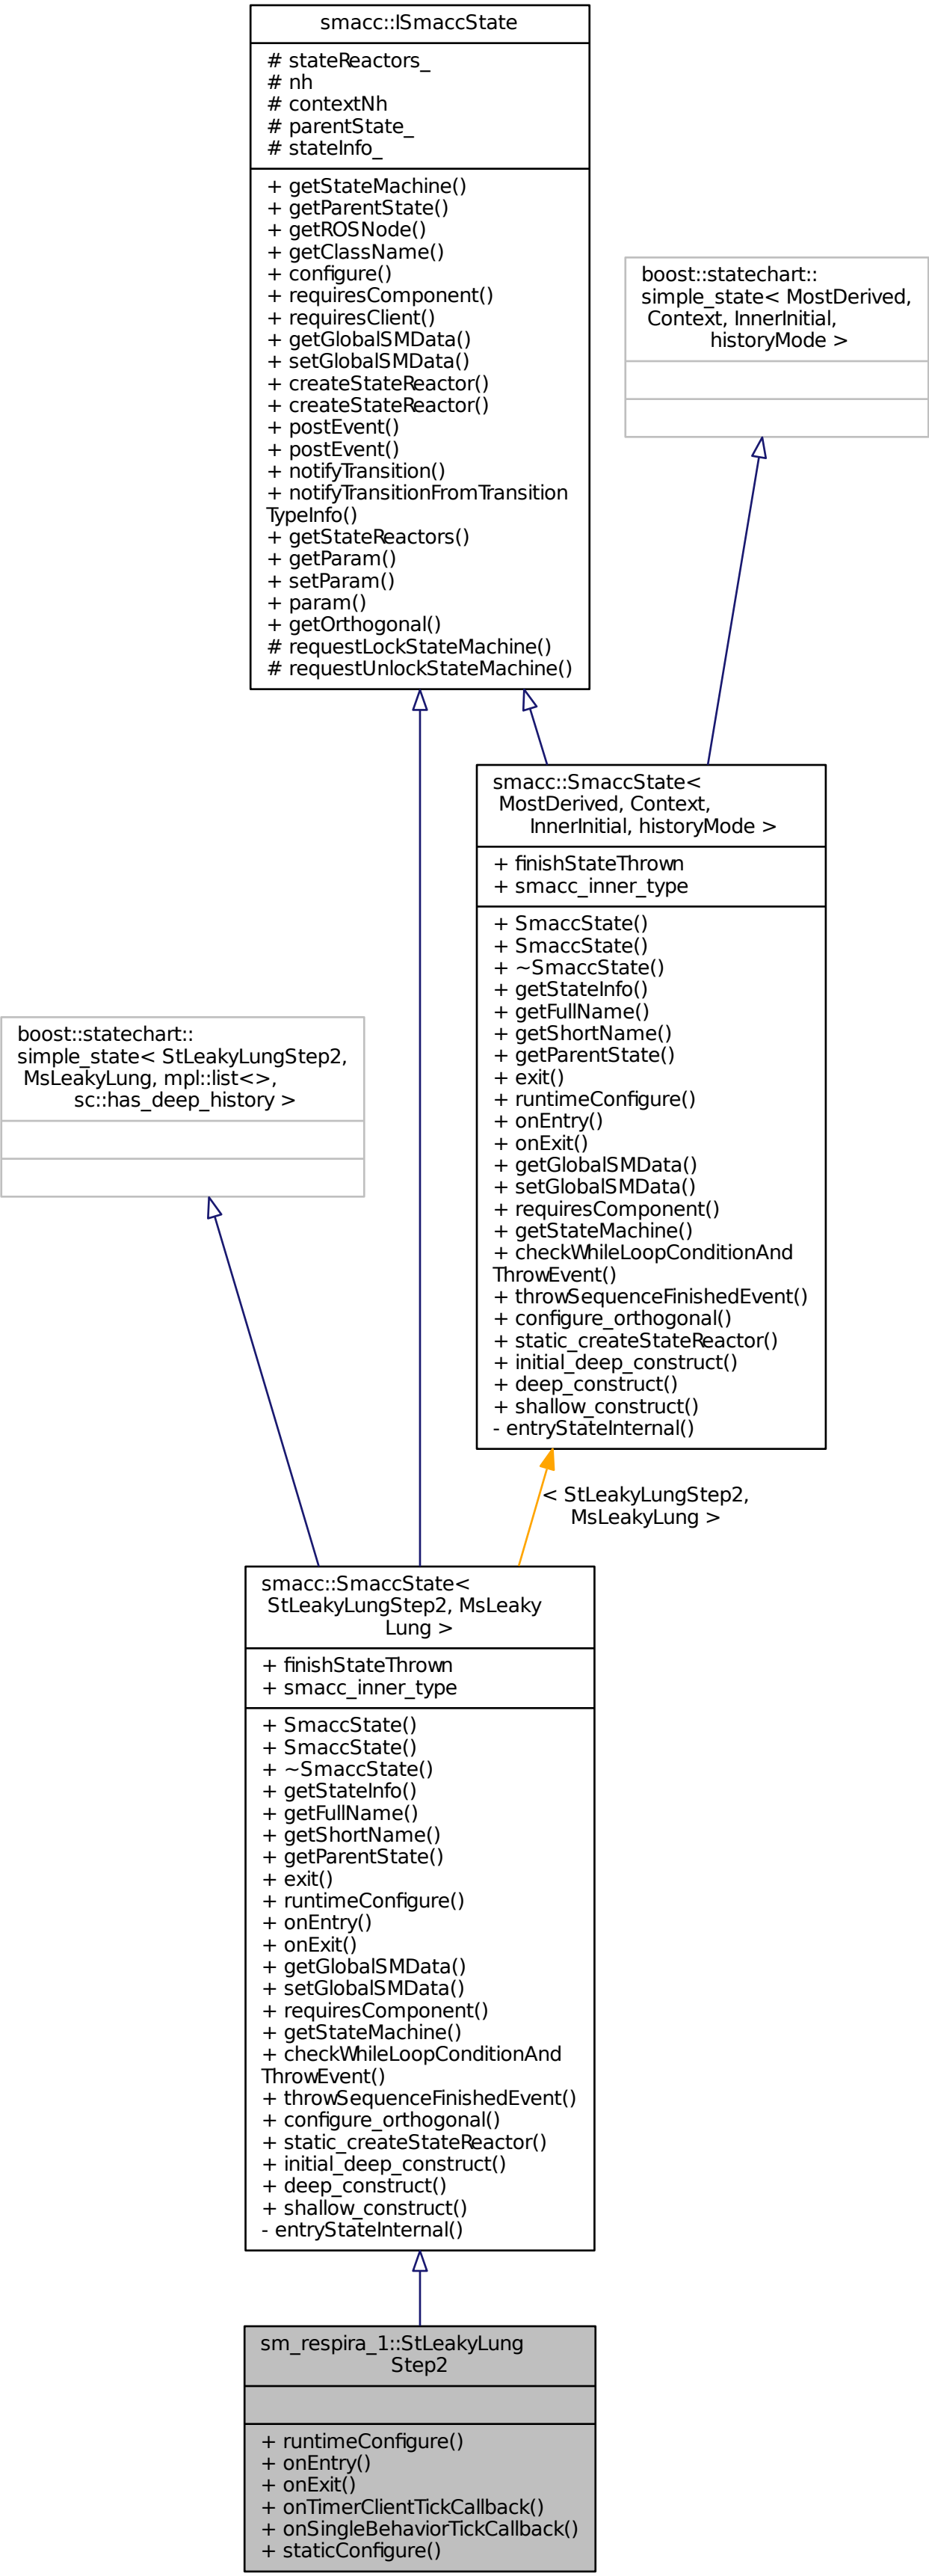 smacc::ISmaccState
# stateReactors_
# nh
# contextNh
# parentState_
# stateInfo_
+ getStateMachine()
+ getParentState()
+ getROSNode()
+ getClassName()
+ configure()
+ requiresComponent()
+ requiresClient()
+ getGlobalSMData()
+ setGlobalSMData()
+ createStateReactor()
+ createStateReactor()
+ postEvent()
+ postEvent()
+ notifyTransition()
+ notifyTransitionFromTransition
TypeInfo()
+ getStateReactors()
+ getParam()
+ setParam()
+ param()
+ getOrthogonal()
# requestLockStateMachine()
# requestUnlockStateMachine()
boost::statechart::
simple_state< MostDerived,
Context, InnerInitial,
historyMode >
smacc::SmaccState<
MostDerived, Context,
InnerInitial, historyMode >
+ finishStateThrown
+ smacc_inner_type
+ SmaccState()
+ SmaccState()
+ ~SmaccState()
+ getStateInfo()
+ getFullName()
+ getShortName()
+ getParentState()
+ exit()
+ runtimeConfigure()
+ onEntry()
+ onExit()
+ getGlobalSMData()
+ setGlobalSMData()
+ requiresComponent()
+ getStateMachine()
+ checkWhileLoopConditionAnd
ThrowEvent()
+ throwSequenceFinishedEvent()
+ configure_orthogonal()
+ static_createStateReactor()
+ initial_deep_construct()
+ deep_construct()
+ shallow_construct()
- entryStateInternal()
boost::statechart::
simple_state< StLeakyLungStep2,
MsLeakyLung, mpl::list<>,
sc::has_deep_history >
< StLeakyLungStep2,
MsLeakyLung >
smacc::SmaccState<
StLeakyLungStep2, MsLeaky
Lung >
+ finishStateThrown
+ smacc_inner_type
+ SmaccState()
+ SmaccState()
+ ~SmaccState()
+ getStateInfo()
+ getFullName()
+ getShortName()
+ getParentState()
+ exit()
+ runtimeConfigure()
+ onEntry()
+ onExit()
+ getGlobalSMData()
+ setGlobalSMData()
+ requiresComponent()
+ getStateMachine()
+ checkWhileLoopConditionAnd
ThrowEvent()
+ throwSequenceFinishedEvent()
+ configure_orthogonal()
+ static_createStateReactor()
+ initial_deep_construct()
+ deep_construct()
+ shallow_construct()
- entryStateInternal()
sm_respira_1::StLeakyLung
Step2
+ runtimeConfigure()
+ onEntry()
+ onExit()
+ onTimerClientTickCallback()
+ onSingleBehaviorTickCallback()
+ staticConfigure()